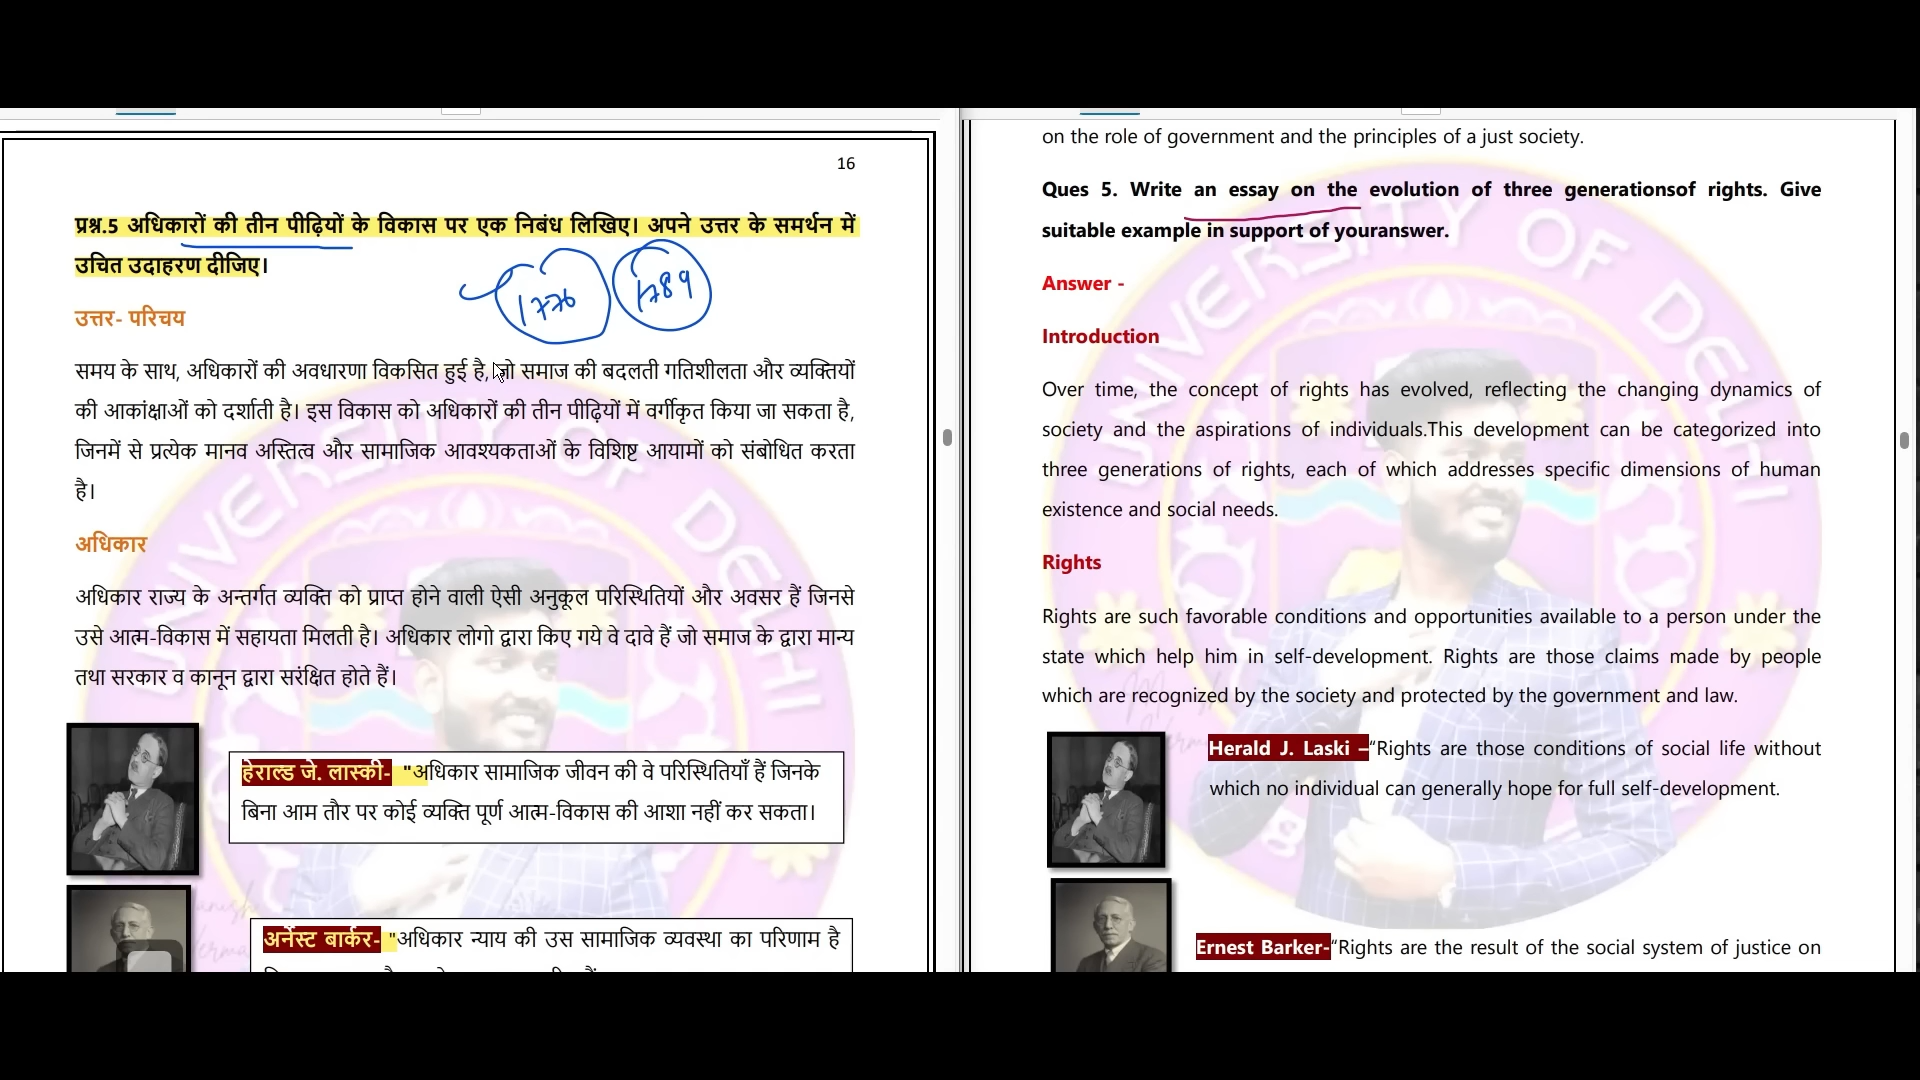 16
प्रश्न.5 अधिकारों की तीन पीढ़ियों के विकास पर एक निबंध लिखिए। अपने उत्तर के समर्थन में
उचित उदाहरण दीजिए।
1776 1789
उत्तर- परिचय
समय के साथ, अधिकारों की अवधारणा विकसित हुई है, जो समाज की बदलती गतिशीलता और व्यक्तियों
की आकांक्षाओं को दर्शाती है। इस विकास को अधिकारों की तीन पीढ़ियों में वर्गीकृत किया जा सकता है,
जिनमें से प्रत्येक मानव अस्तित्व और सामाजिक आवश्यकताओं के विशिष्ट आयामों को संबोधित करता
है।
अधिकार
अधिकार राज्य के अन्तर्गत व्यक्ति को प्राप्त होने वाली ऐसी अनुकूल परिस्थितियों और अवसर हैं जिनसे
उसे आत्म-विकास में सहायता मिलती है। अधिकार लोगो द्वारा किए गये वे दावे हैं जो समाज के द्वारा मान्य
तथा सरकार व कानून द्वारा सरंक्षित होते हैं।
हेराल्ड जे. लास्की- "अधिकार सामाजिक जीवन की वे परिस्थितियाँ हैं जिनके
बिना आम तौर पर कोई व्यक्ति पूर्ण आत्म-विकास की आशा नहीं कर सकता।
अर्नेस्ट बार्कर- "अधिकार न्याय की उस सामाजिक व्यवस्था का परिणाम है
on the role of government and the principles of a just society.
Ques 5. Write an essay on the evolution of three generationsof rights. Give
suitable example in support of youranswer.
Answer -
Introduction
Over time, the concept of rights has evolved, reflecting the changing dynamics of
society and the aspirations of individuals.This development can be categorized into
three generations of rights, each of which addresses specific dimensions of human
existence and social needs.
Rights
Rights are such favorable conditions and opportunities available to a person under the
state which help him in self-development. Rights are those claims made by people
which are recognized by the society and protected by the government and law.
Herald J. Laski –“Rights are those conditions of social life without
which no individual can generally hope for full self-development.
Ernest Barker-“Rights are the result of the social system of justice on
UNIVERSITY OF DELHI
UNIVERSITY OF DELHI